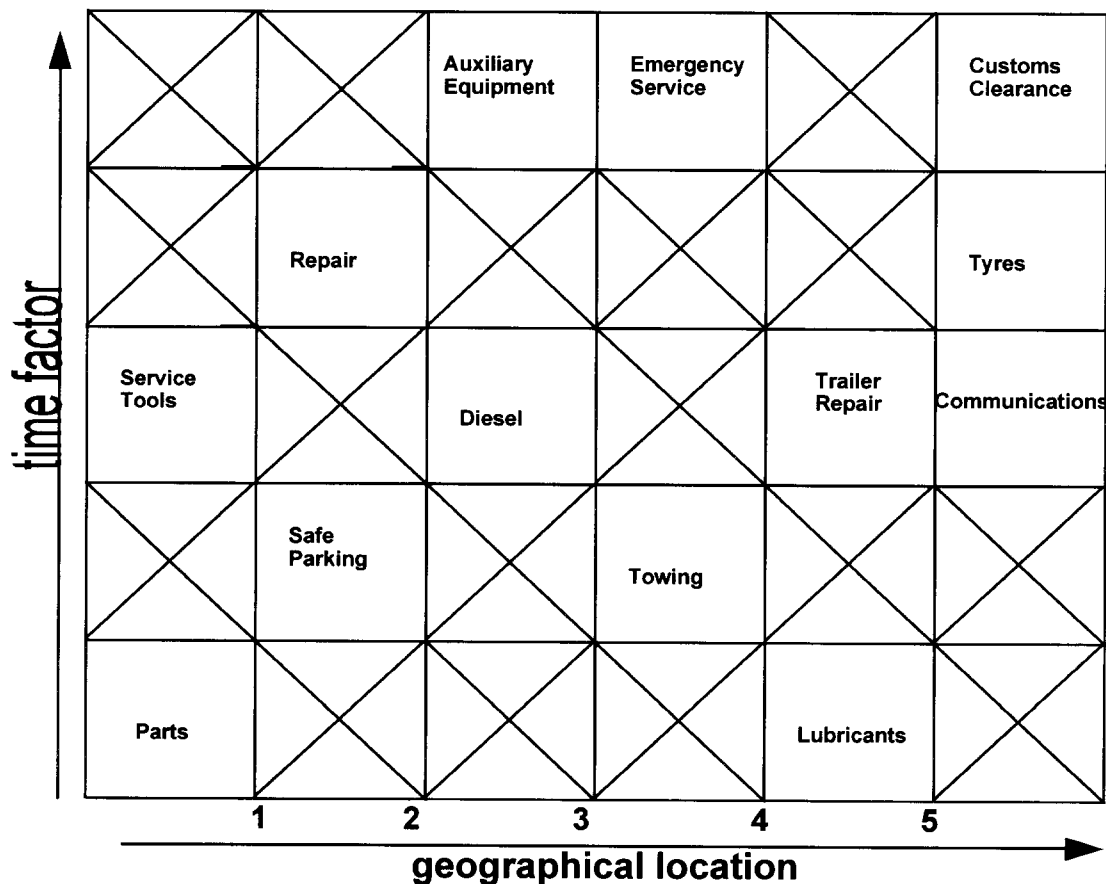 Auxiliary
Equipment
Emergency
Service
Customs
Clearance
Repair
Tyres
Service
Tools
Diesel
Trailer
Repair
Communications
Safe
Parking
Towing
Parts
Lubricants
time factor
1 2 3 4 5
geographical location